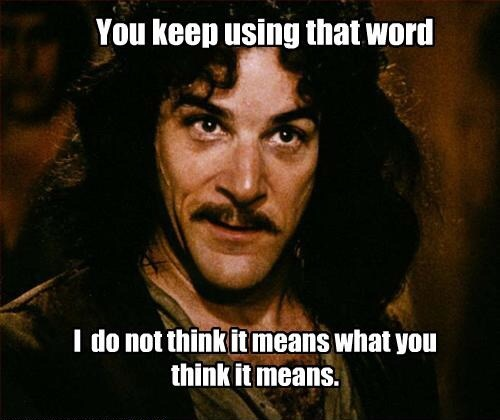 You keep using that word
I do not think it means what you
think it means.